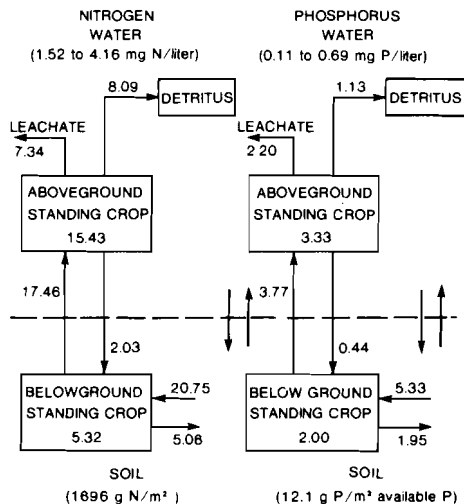 NITROGEN
WATER
(1.52 to 4.16 mg N/liter)
8.09
DETRITUS
LEACHATE
7.34
ABOVEGROUND
STANDING CROP
15.43
17.46
2.03
BELOWGROUND
STANDING CROP
5.32
20.75
5.08
SOIL
(1696 g N/m²)
PHOSPHORUS
WATER
(0.11 to 0.69 mg P/liter)
1.13
DETRITUS
LEACHATE
2.20
ABOVEGROUND
STANDING CROP
3.33
3.77
0.44
BELOW GROUND
STANDING CROP
2.00
5.33
1.95
SOIL
(12.1 g P/m² available P)